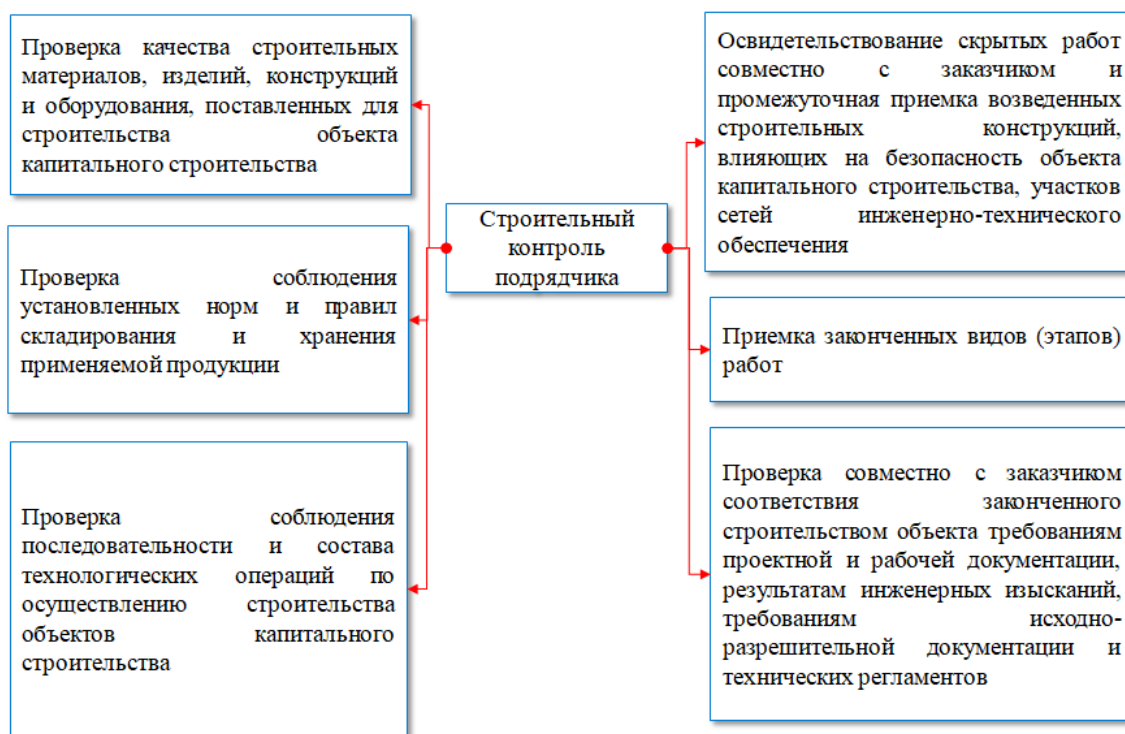 Проверка качества строительных
материалов, изделий, конструкций
и оборудования, поставленных для
строительства объекта
капитального строительства
Проверка соблюдения
установленных норм и правил
складирования и хранения
применяемой продукции
Проверка соблюдения
последовательности и состава
технологических операций по
осуществлению строительства
объектов капитального
строительства
Строительный
контроль
подрядчика
Освидетельствование скрытых работ
совместно с заказчиком и
промежуточная приемка возведенных
строительных конструкций,
влияющих на безопасность объекта
капитального строительства, участков
сетей инженерно-технического
обеспечения
Приемка законченных видов (этапов)
работ
Проверка совместно с заказчиком
соответствия законченного
строительством объекта требованиям
проектной и рабочей документации,
результатам инженерных изысканий,
требованиям исходно-
разрешительной документации и
технических регламентов